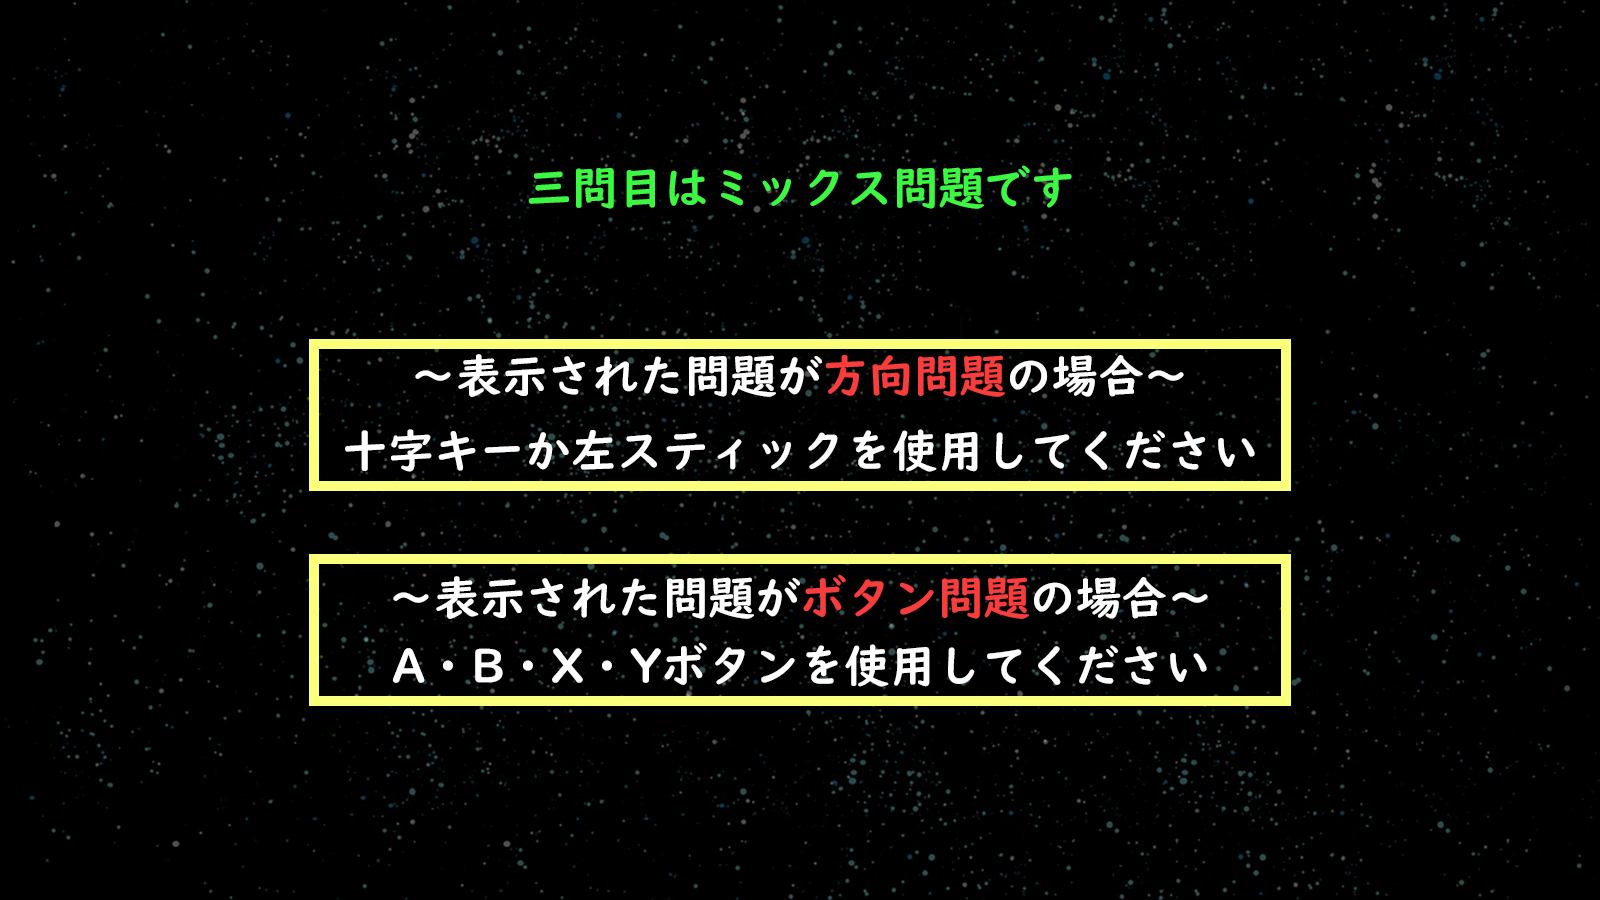 三問目はミックス問題です
～表示された問題が方向問題の場合～
十字キーか左スティックを使用してください
～表示された問題がボタン問題の場合～
A・B・X・Yボタンを使用してください